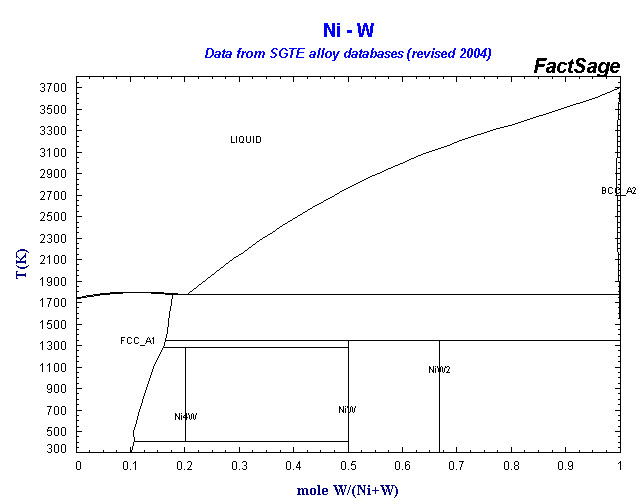 Ni - W
Data from SGTE alloy databases (revised 2004)
FactSage
3700
3500
3300
3100
2900
2700
2500
2300
2100
1900
1700
1500
1300
1100
900
700
500
300
T(K)
LIQUID
BCC_A2
FCC_A1
NiW2
NiW
Ni4W
0 0.1 0.2 0.3 0.4 0.5 0.6 0.7 0.8 0.9 1
mole W/(Ni+W)